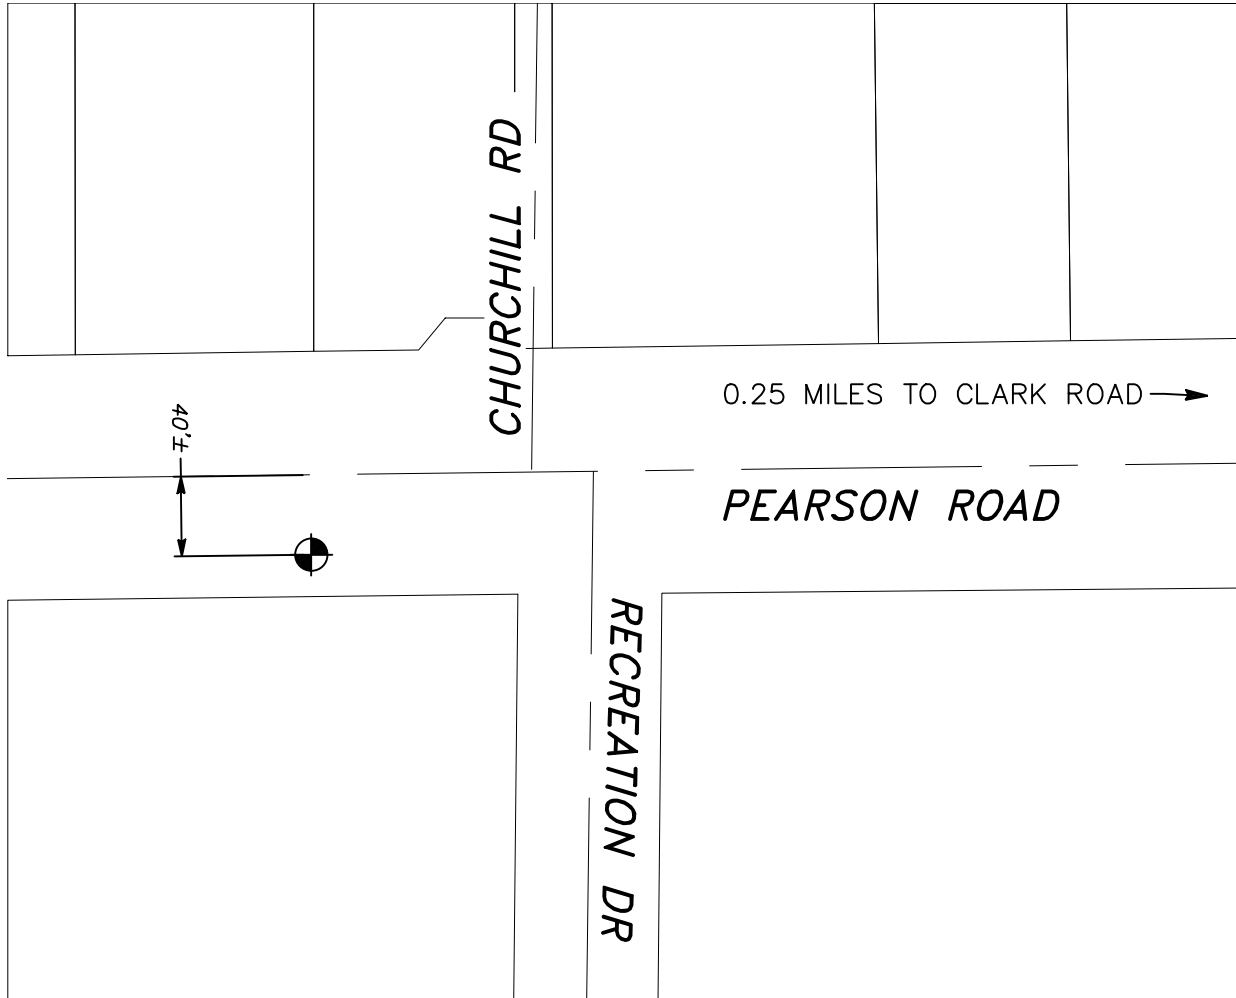 CHURCHILL RD
0.25 MILES TO CLARK ROAD
40'±
PEARSON ROAD
RECREATION DR